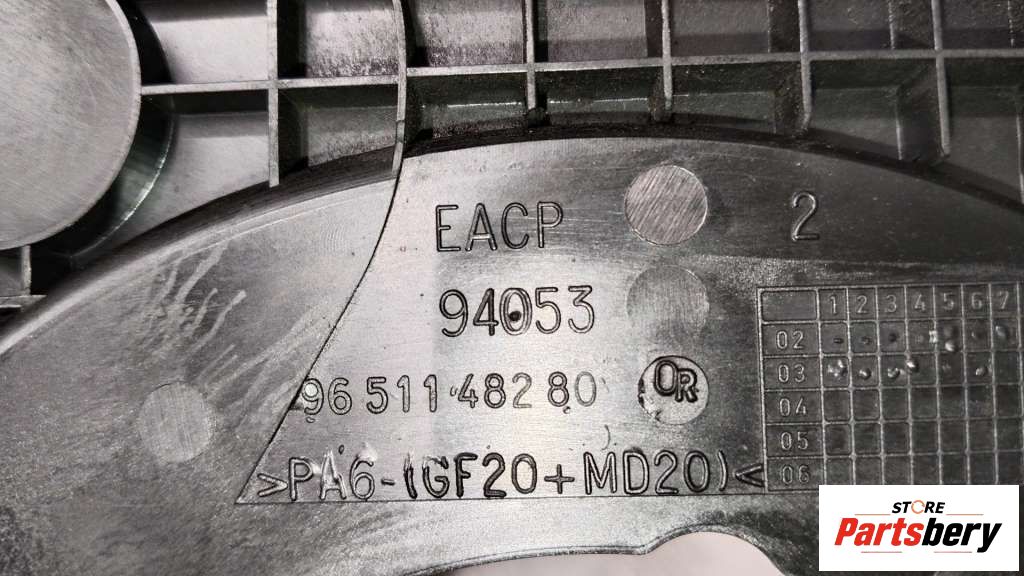 EACP 2
94053
96 511 482 80 OR
>PA6-(GF20+MD20)<
1 2 3 4 5 6 7
02
03
04
05
06
STORE
Partsbery